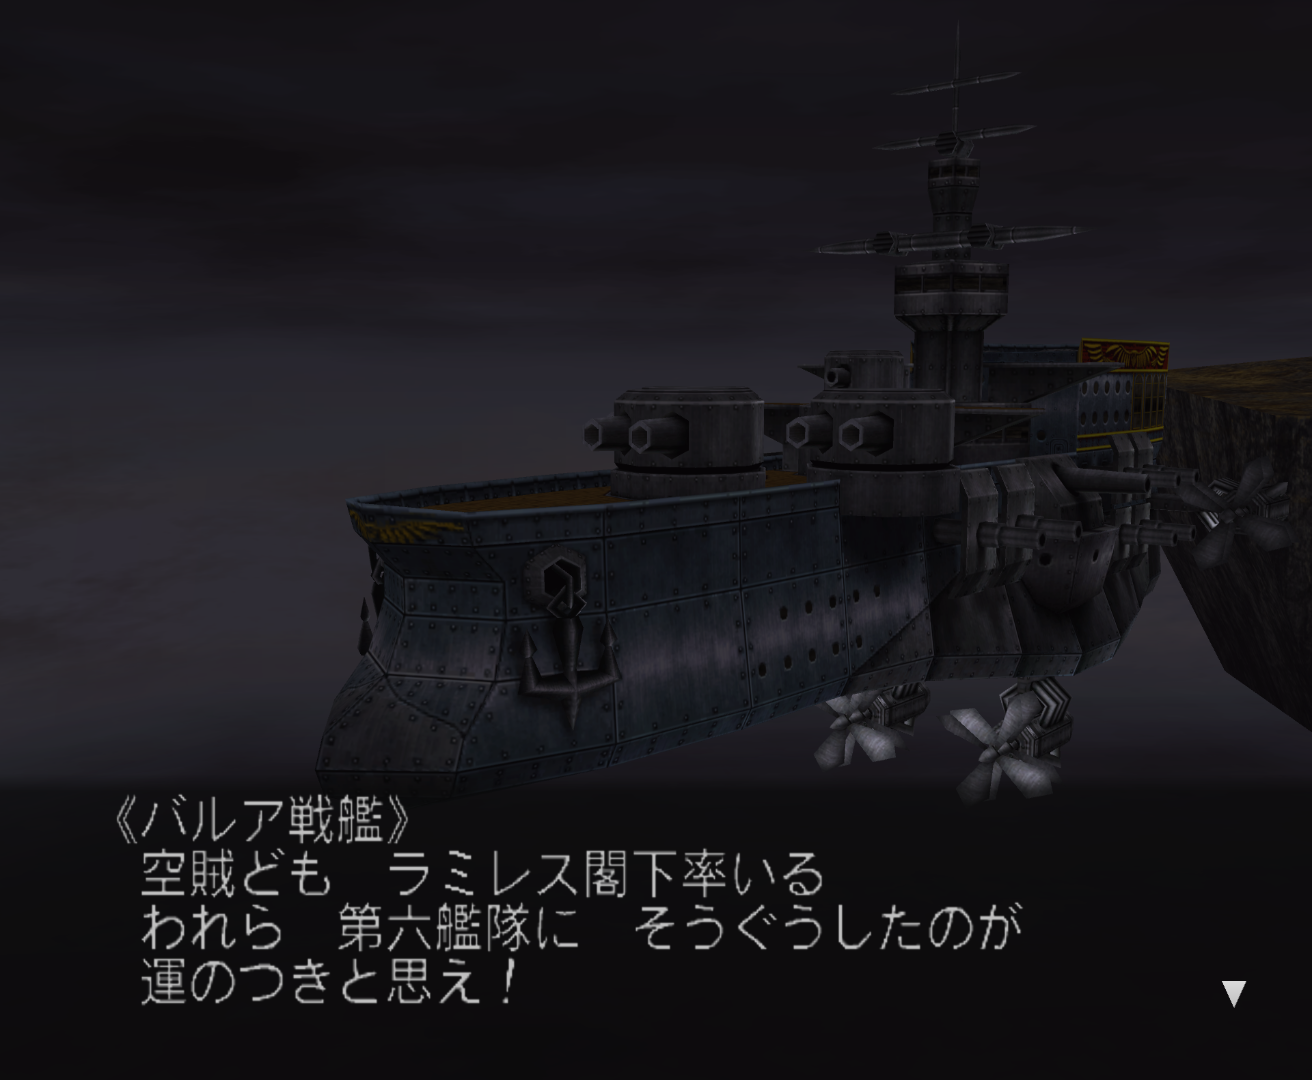 《バルア戦艦》
空賊ども　ラミレス閣下率いる
われら　第六艦隊に　そうぐうしたのが
運のつきと思え！